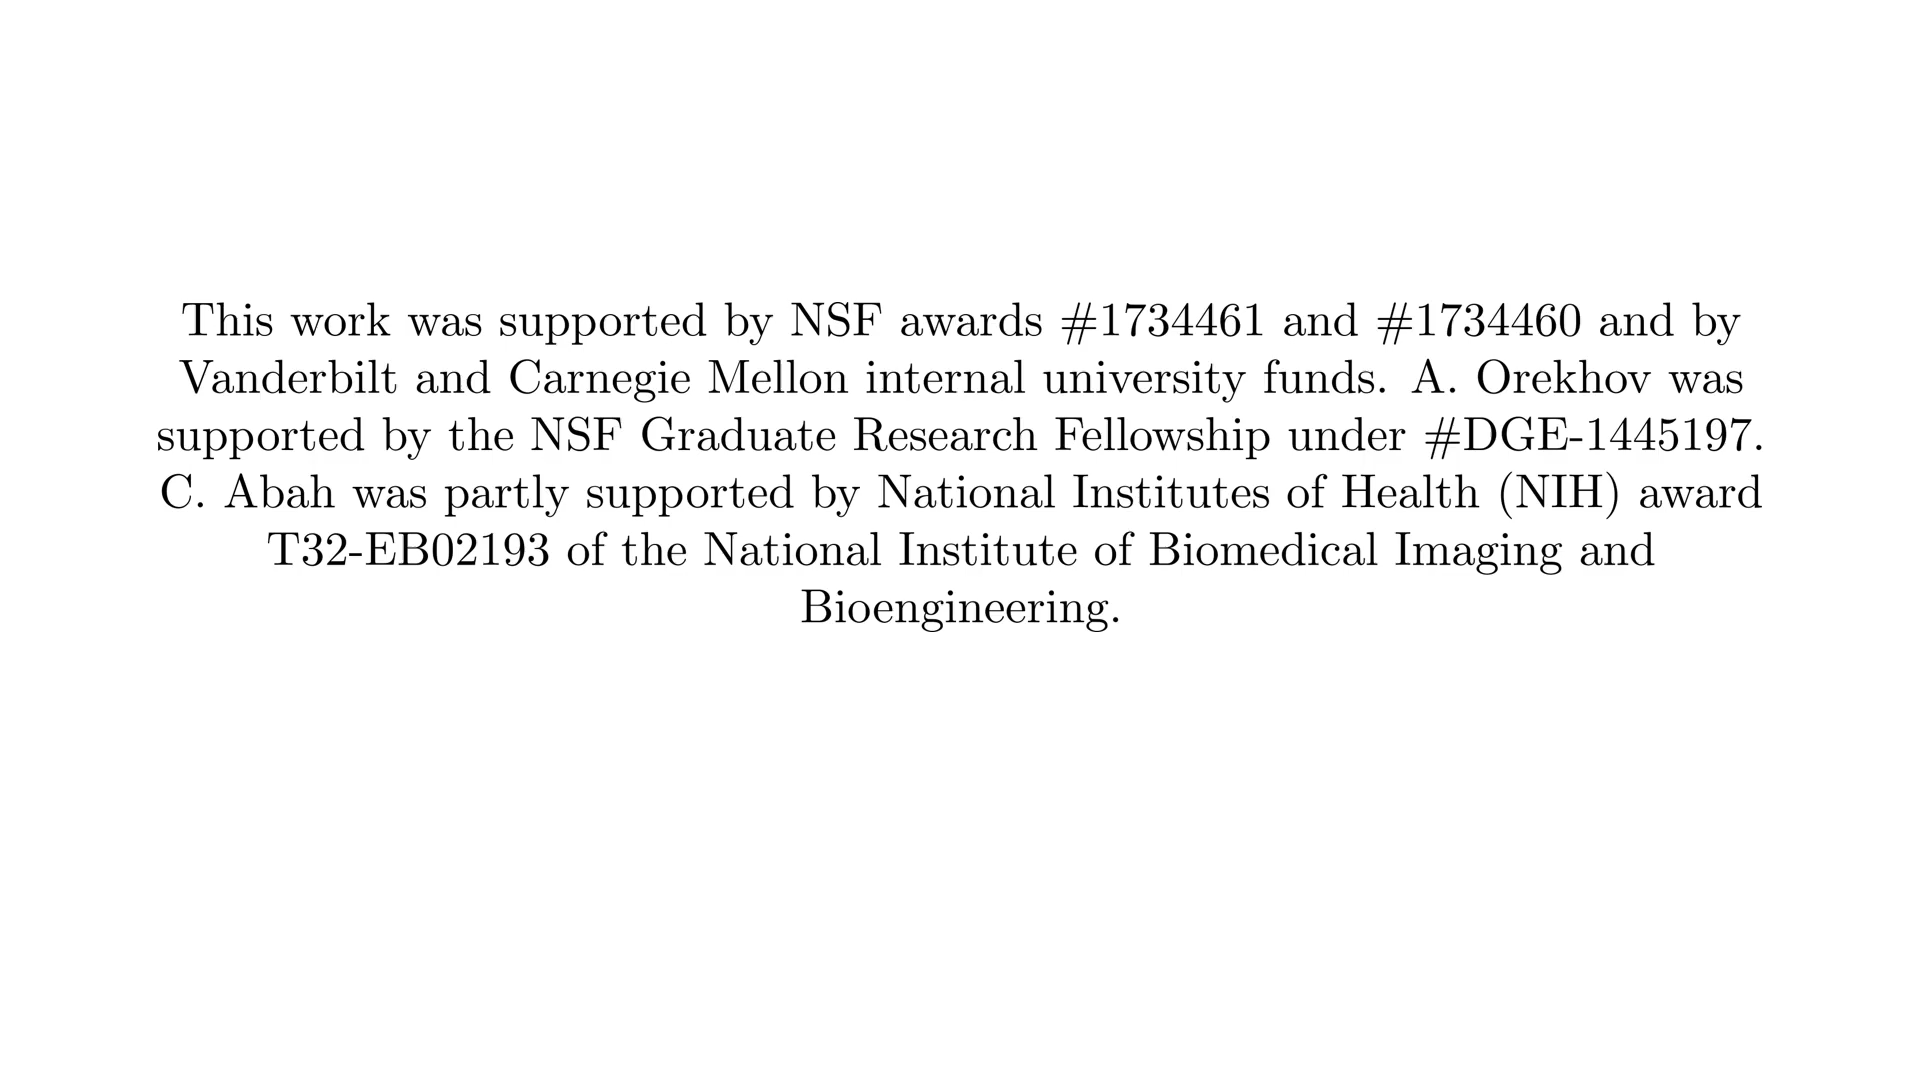 This work was supported by NSF awards #1734461 and #1734460 and by
Vanderbilt and Carnegie Mellon internal university funds. A. Orekhov was
supported by the NSF Graduate Research Fellowship under #DGE-1445197.
C. Abah was partly supported by National Institutes of Health (NIH) award
T32-EB02193 of the National Institute of Biomedical Imaging and
Bioengineering.